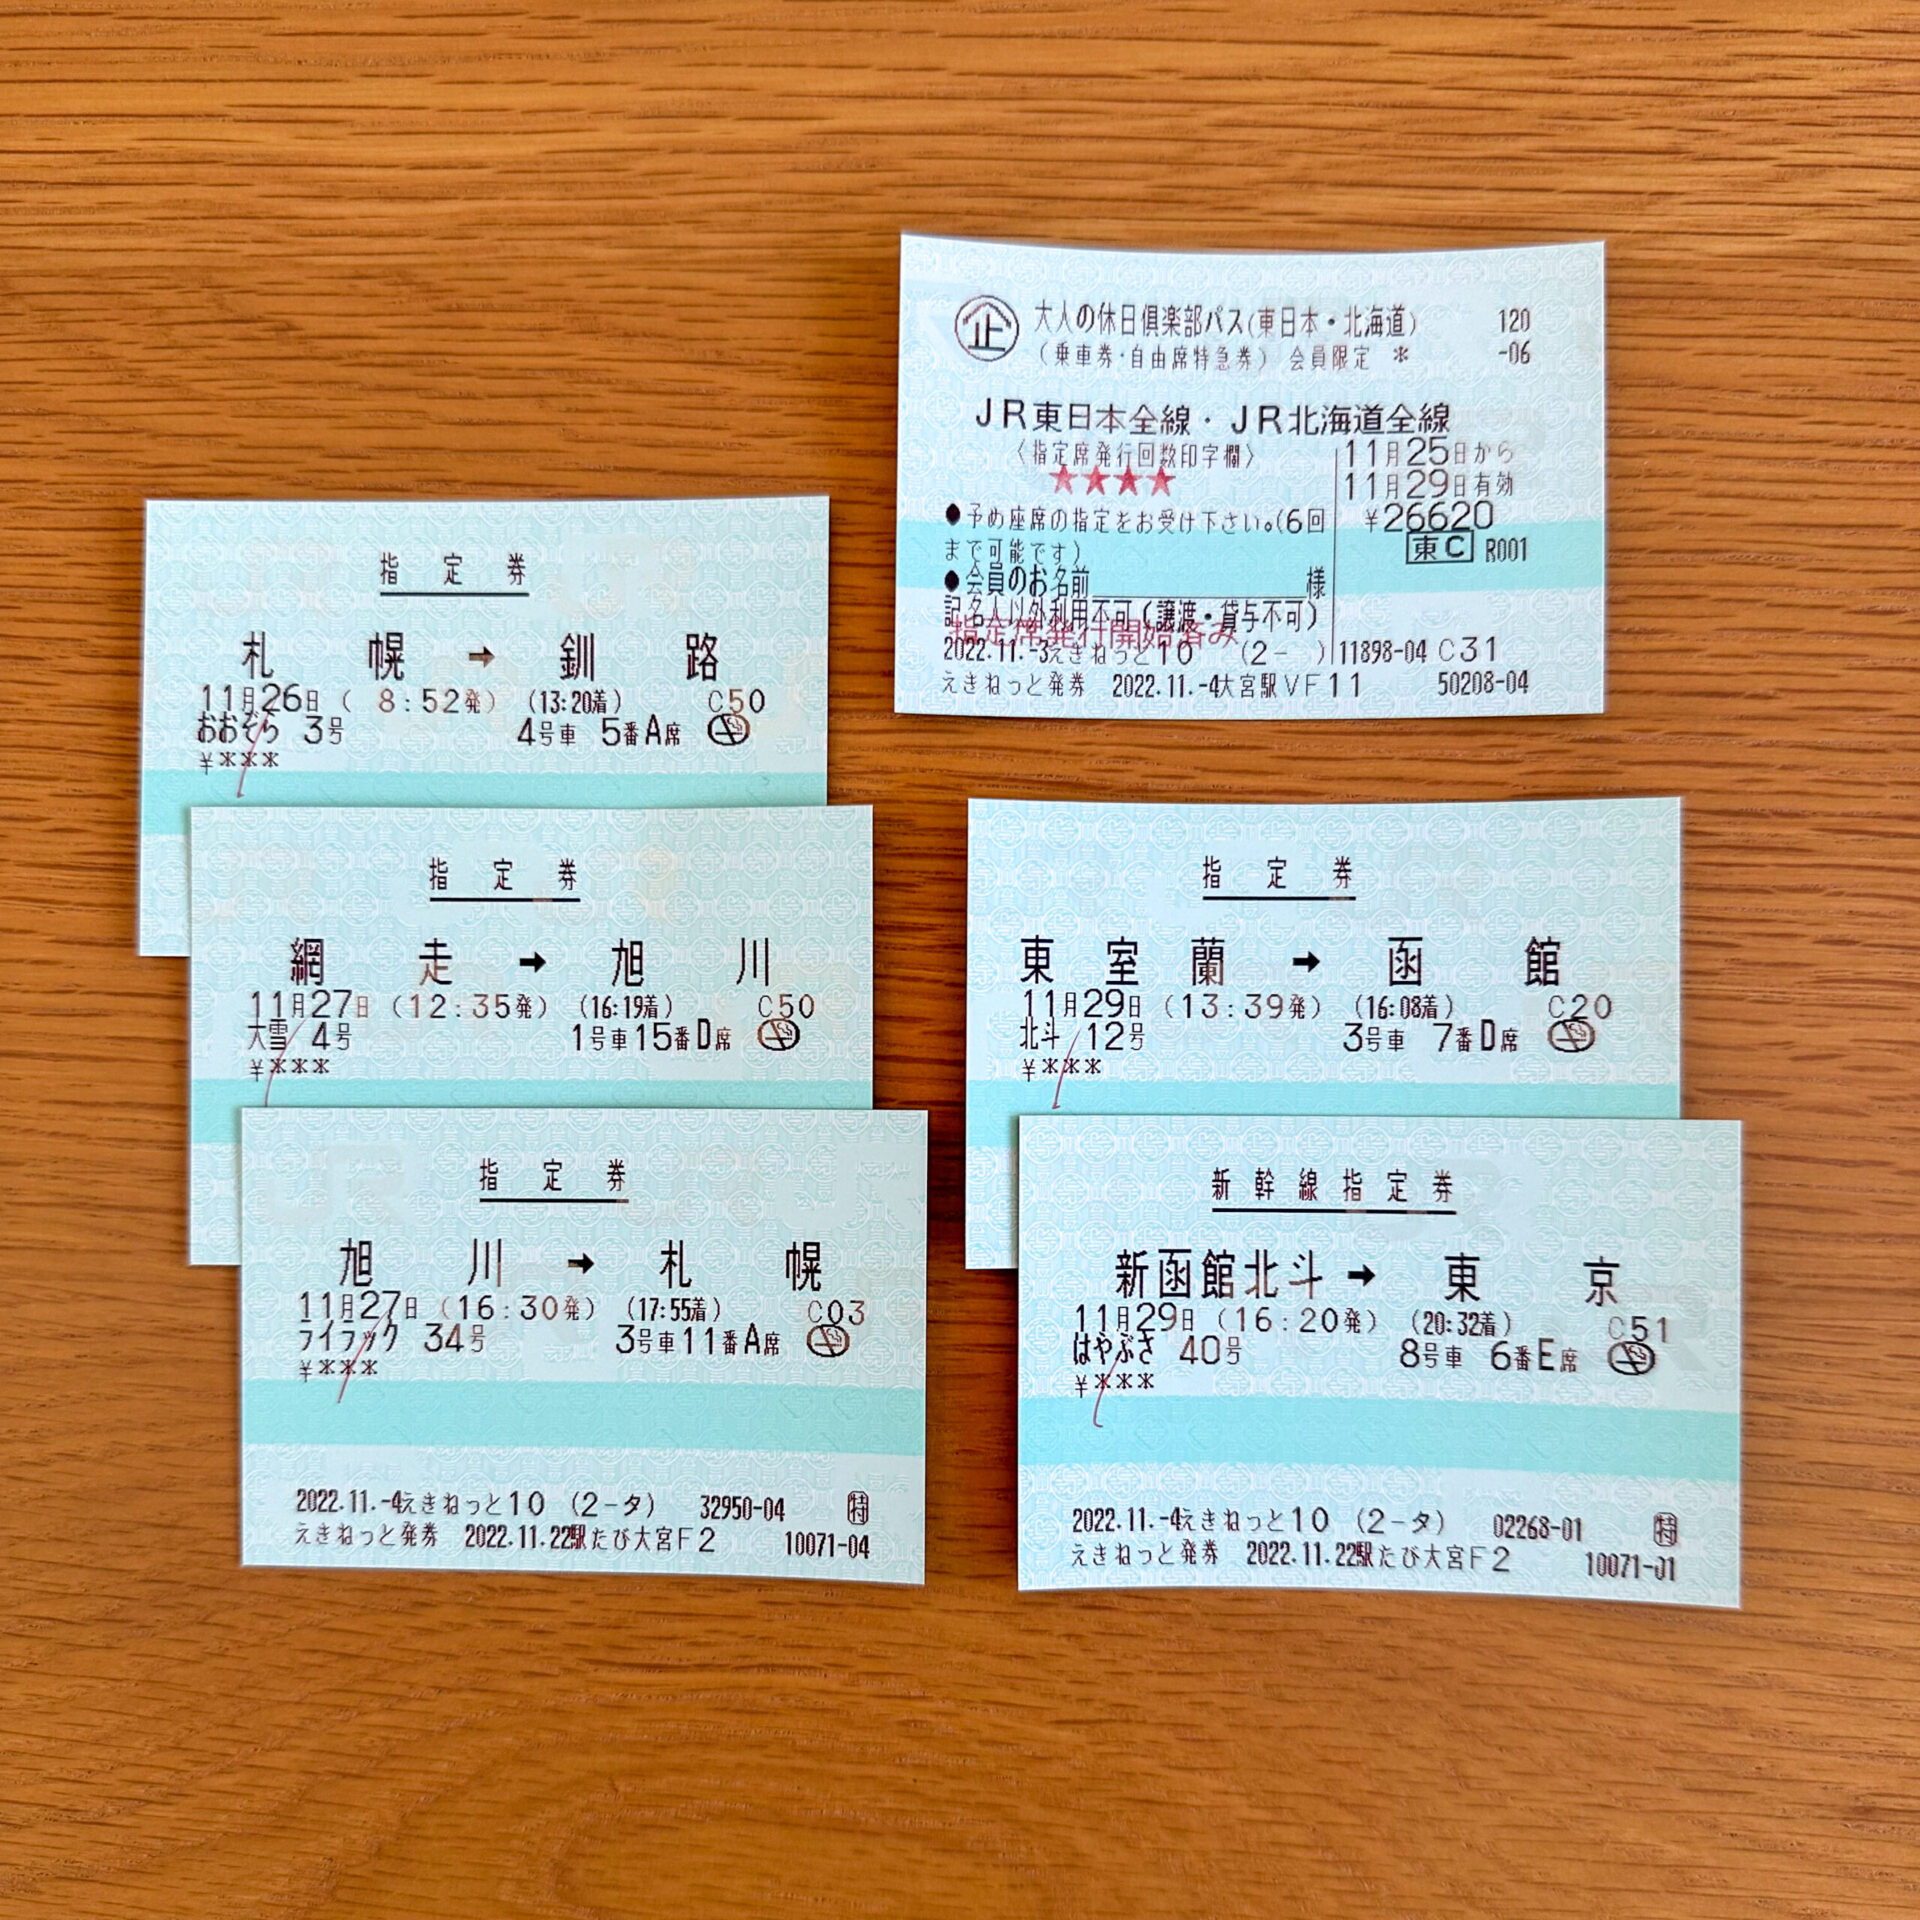 指定券
札幌→釧路
11月26日(8:52発) (13:20着) C50
おおぞら 3号 4号車 5番A席
¥***
指定券
網走→旭川
11月27日(12:35発) (16:19着) C50
大雪 4号 1号車15番D席
¥***
指定券
旭川→札幌
11月27日(16:30発) (17:55着) C03
ライラック 34号 3号車11番A席
¥***
2022.11.-4えきねっと10 (2-タ) 32950-04 特
えきねっと発券 2022.11.22駅たび大宮F2 10071-04
企 大人の休日倶楽部パス(東日本・北海道) 120
(乗車券・自由席特急券) 会員限定 * -06
JR東日本全線・JR北海道全線
〈指定席発行回数印字欄〉 11月25日から
★★★★ 11月29日有効
●予め座席の指定をお受け下さい。(6回 ¥26620
まで可能です) 東C R001
●会員のお名前 様
記名人以外利用不可(譲渡・貸与不可)
指定席発行開始済み
2022.11.-3えきねっと10 (2- ) 11898-04 C31
えきねっと発券 2022.11.-4大宮駅VF11 50208-04
指定券
東室蘭→函館
11月29日(13:39発) (16:08着) C20
北斗 12号 3号車 7番D席
¥***
新幹線指定券
新函館北斗→東京
11月29日(16:20発) (20:32着) C51
はやぶさ 40号 8号車 6番E席
¥***
2022.11.-4えきねっと10 (2-タ) 02268-01 特
えきねっと発券 2022.11.22駅たび大宮F2 10071-01